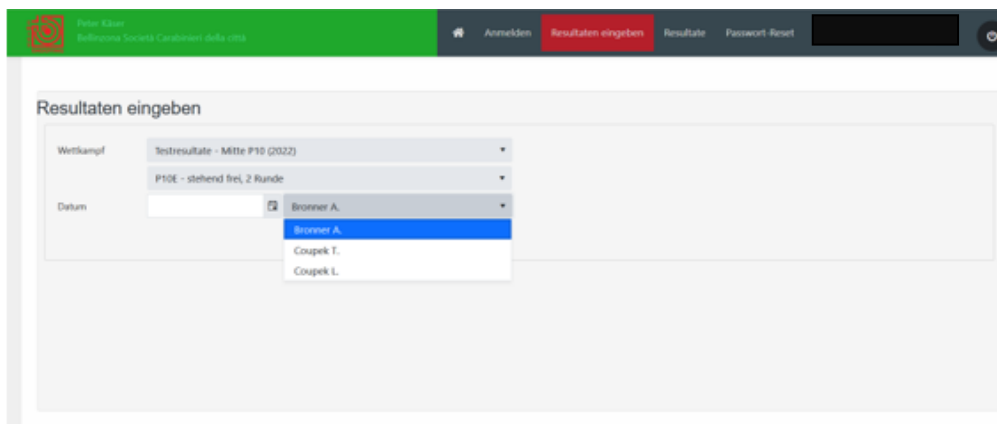 Peter Käser
Bellinzona Società Carabinieri della città
Anmelden Resultaten eingeben Resultate Passwort-Reset
Resultaten eingeben
Wettkampf Testresultate - Mitte P10 (2022)
P10E - stehend frei, 2 Runde
Datum Bronner A.
Bronner A.
Coupek T.
Coupek L.